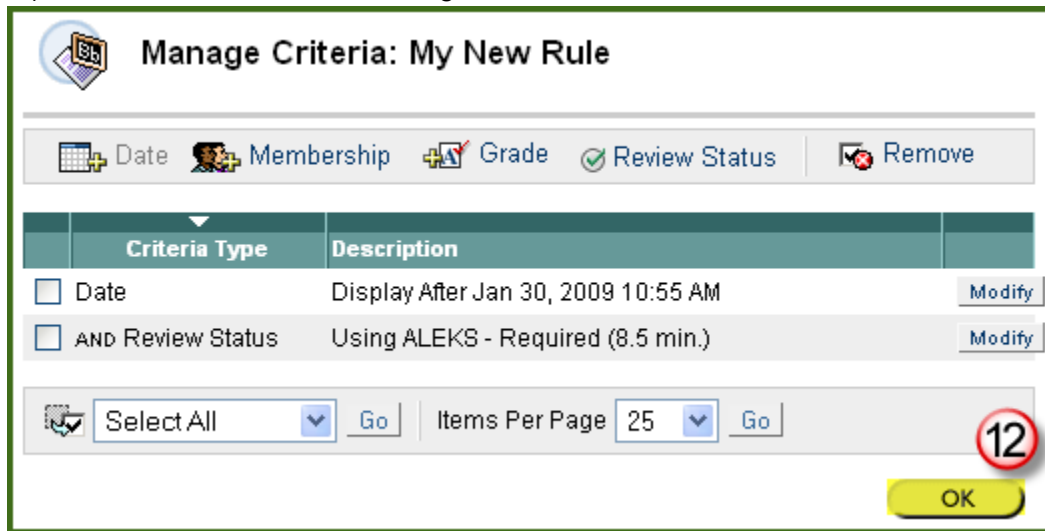 Manage Criteria: My New Rule
Date Membership Grade Review Status Remove
Criteria Type Description
Date Display After Jan 30, 2009 10:55 AM Modify
AND Review Status Using ALEKS - Required (8.5 min.) Modify
Select All Go Items Per Page 25 Go
12
OK